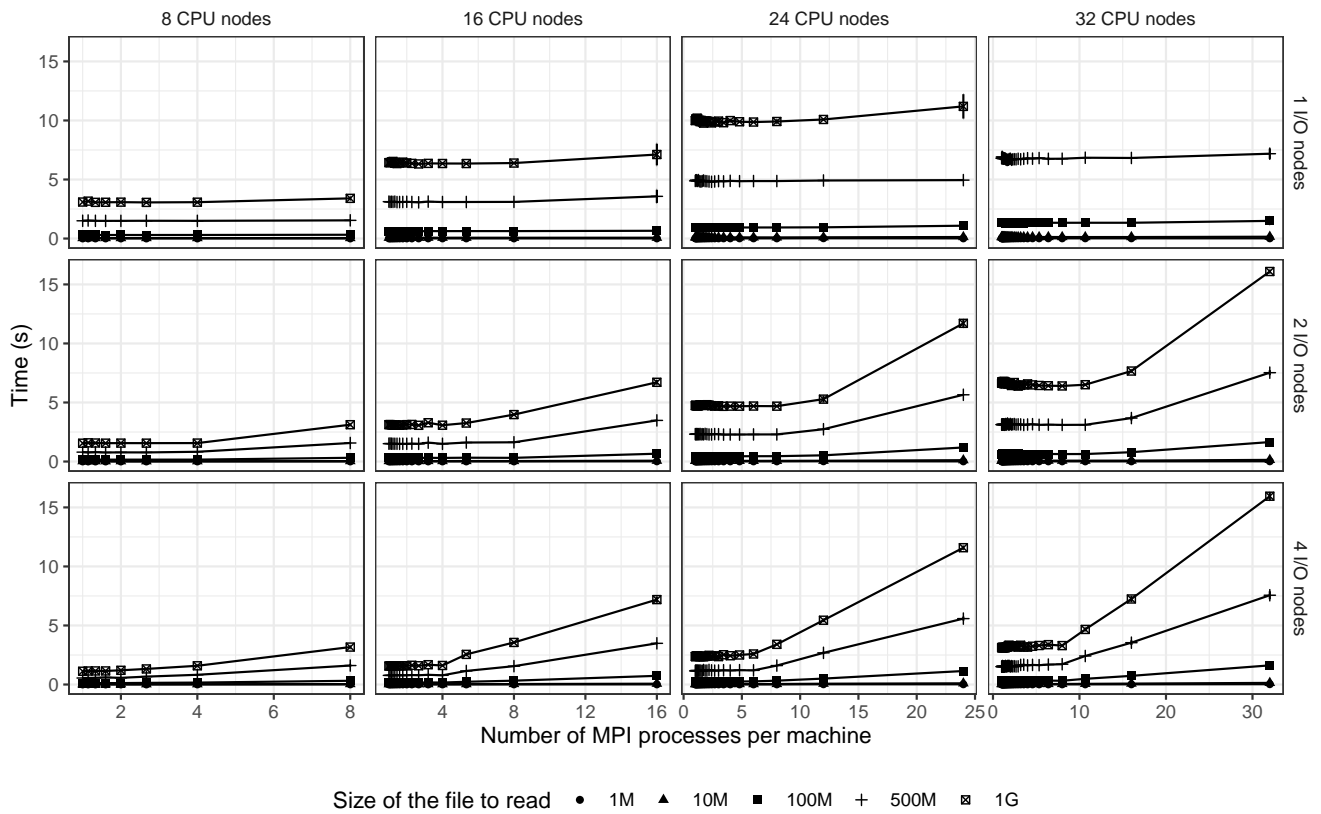 8 CPU nodes 16 CPU nodes 24 CPU nodes 32 CPU nodes
15
10
5
0
1 I/O nodes
15
10
5
0
2 I/O nodes
15
10
5
0
4 I/O nodes
Time (s)
2 4 8 4 8 12 16 0 5 10 15 20 25 0 10 20 30
Number of MPI processes per machine
Size of the file to read 1M 10M 100M 500M 1G